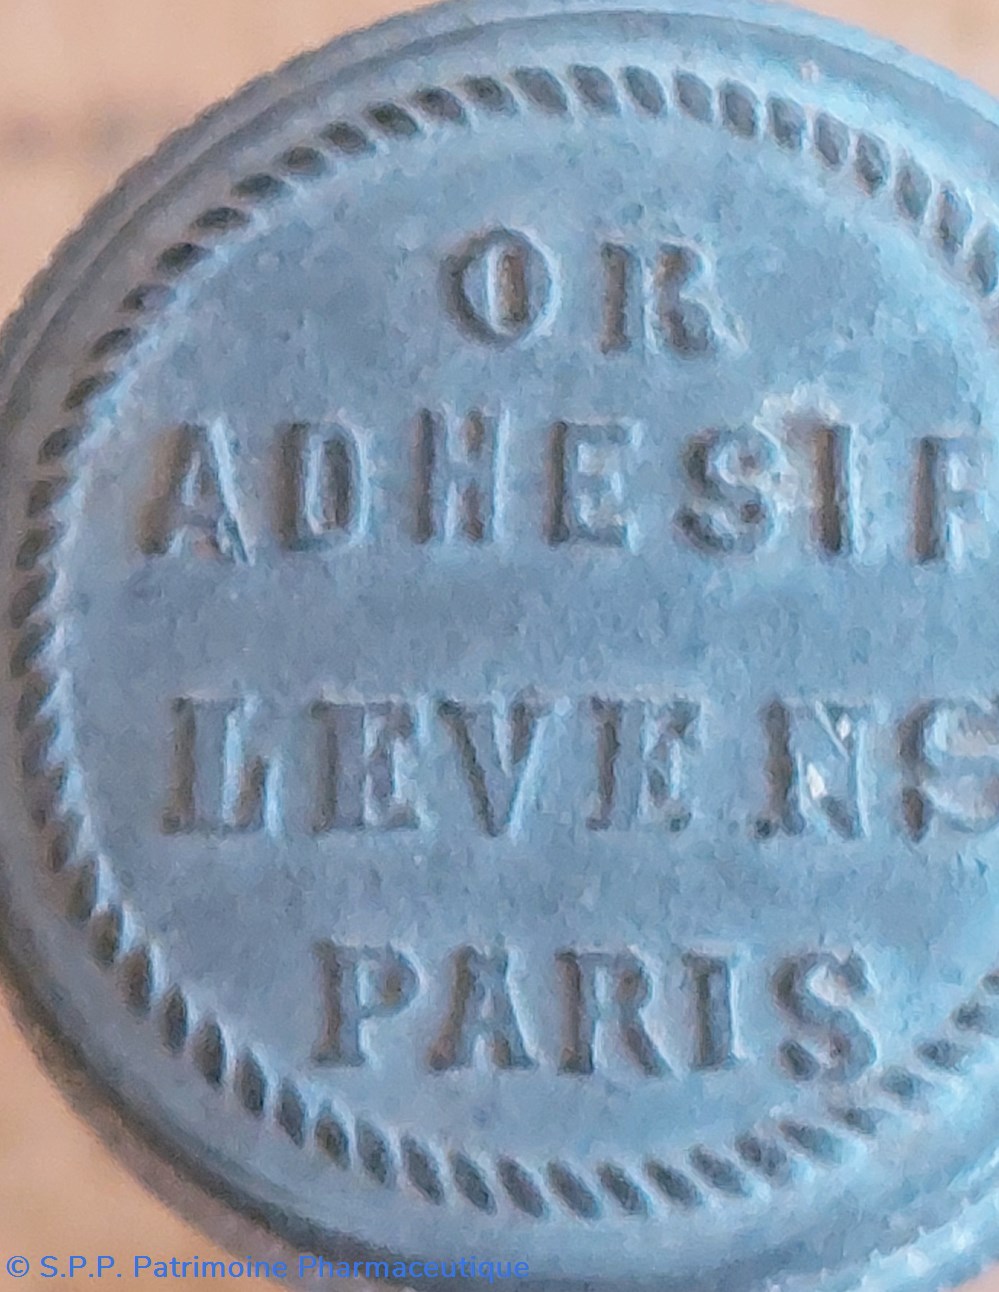 OR
ADHESIF
LEVENS
PARIS
© S.P.P. Patrimoine Pharmaceutique